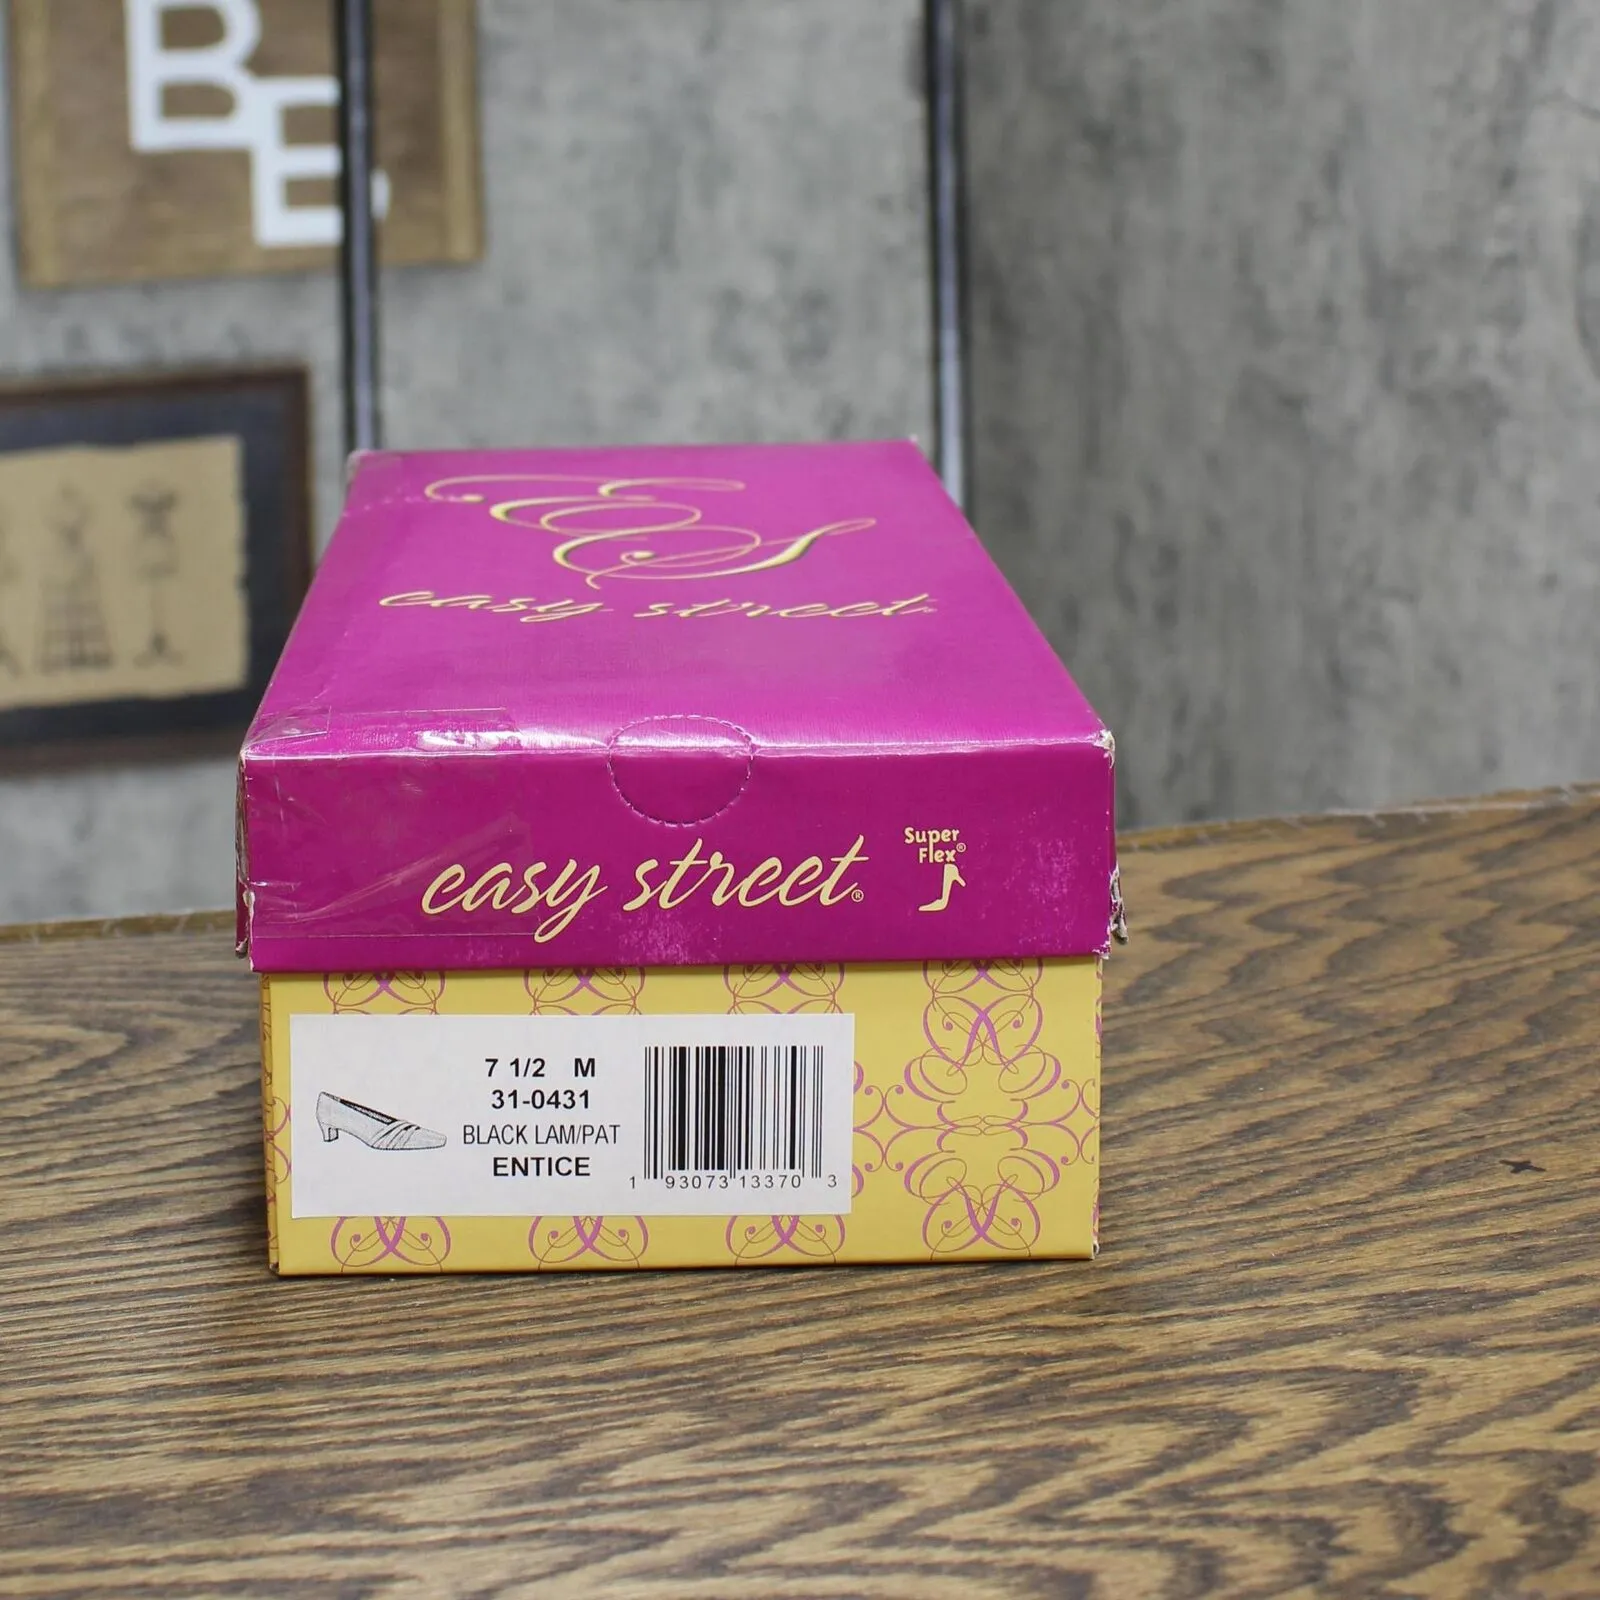 BE
ES
easy street
easy street®
Super
Flex®
7 1/2 M
31-0431
BLACK LAM/PAT
ENTICE
1 93073 13370 3